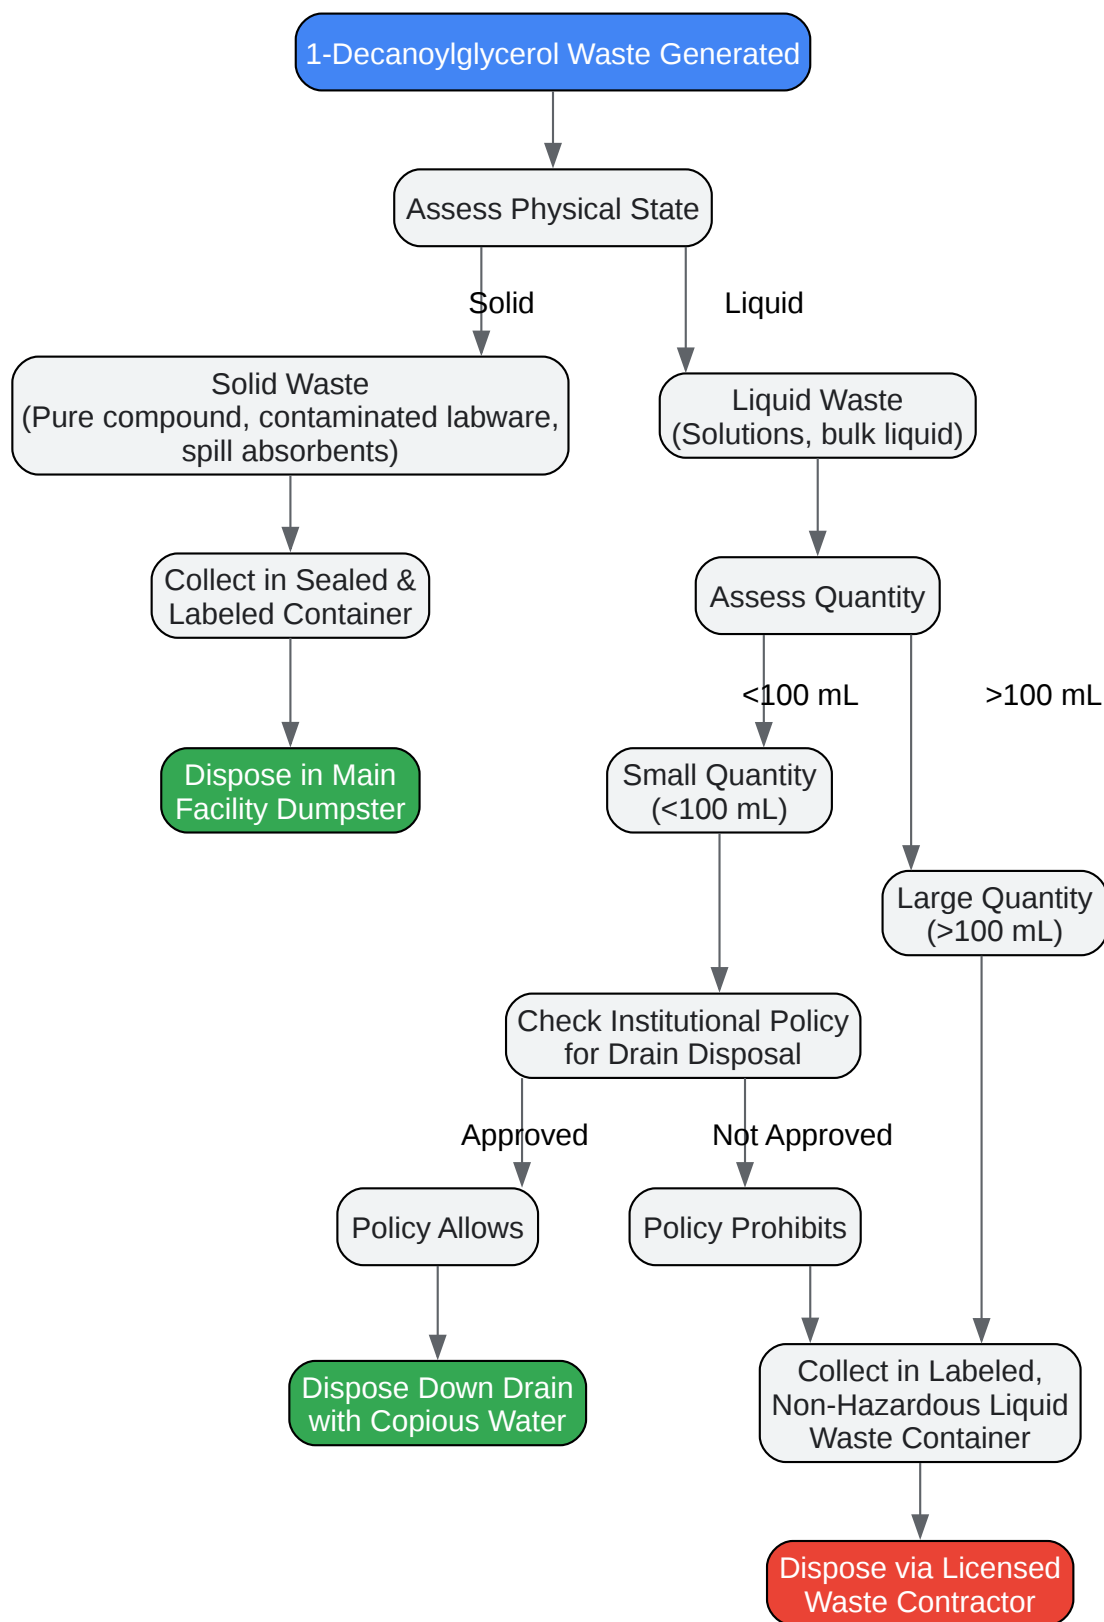 1-Decanoylglycerol Waste Generated
Assess Physical State
Solid
Liquid
Solid Waste
(Pure compound, contaminated labware,
spill absorbents)
Liquid Waste
(Solutions, bulk liquid)
Collect in Sealed &
Labeled Container
Assess Quantity
<100 mL
>100 mL
Dispose in Main
Facility Dumpster
Small Quantity
(<100 mL)
Large Quantity
(>100 mL)
Check Institutional Policy
for Drain Disposal
Approved
Not Approved
Policy Allows
Policy Prohibits
Dispose Down Drain
with Copious Water
Collect in Labeled,
Non-Hazardous Liquid
Waste Container
Dispose via Licensed
Waste Contractor